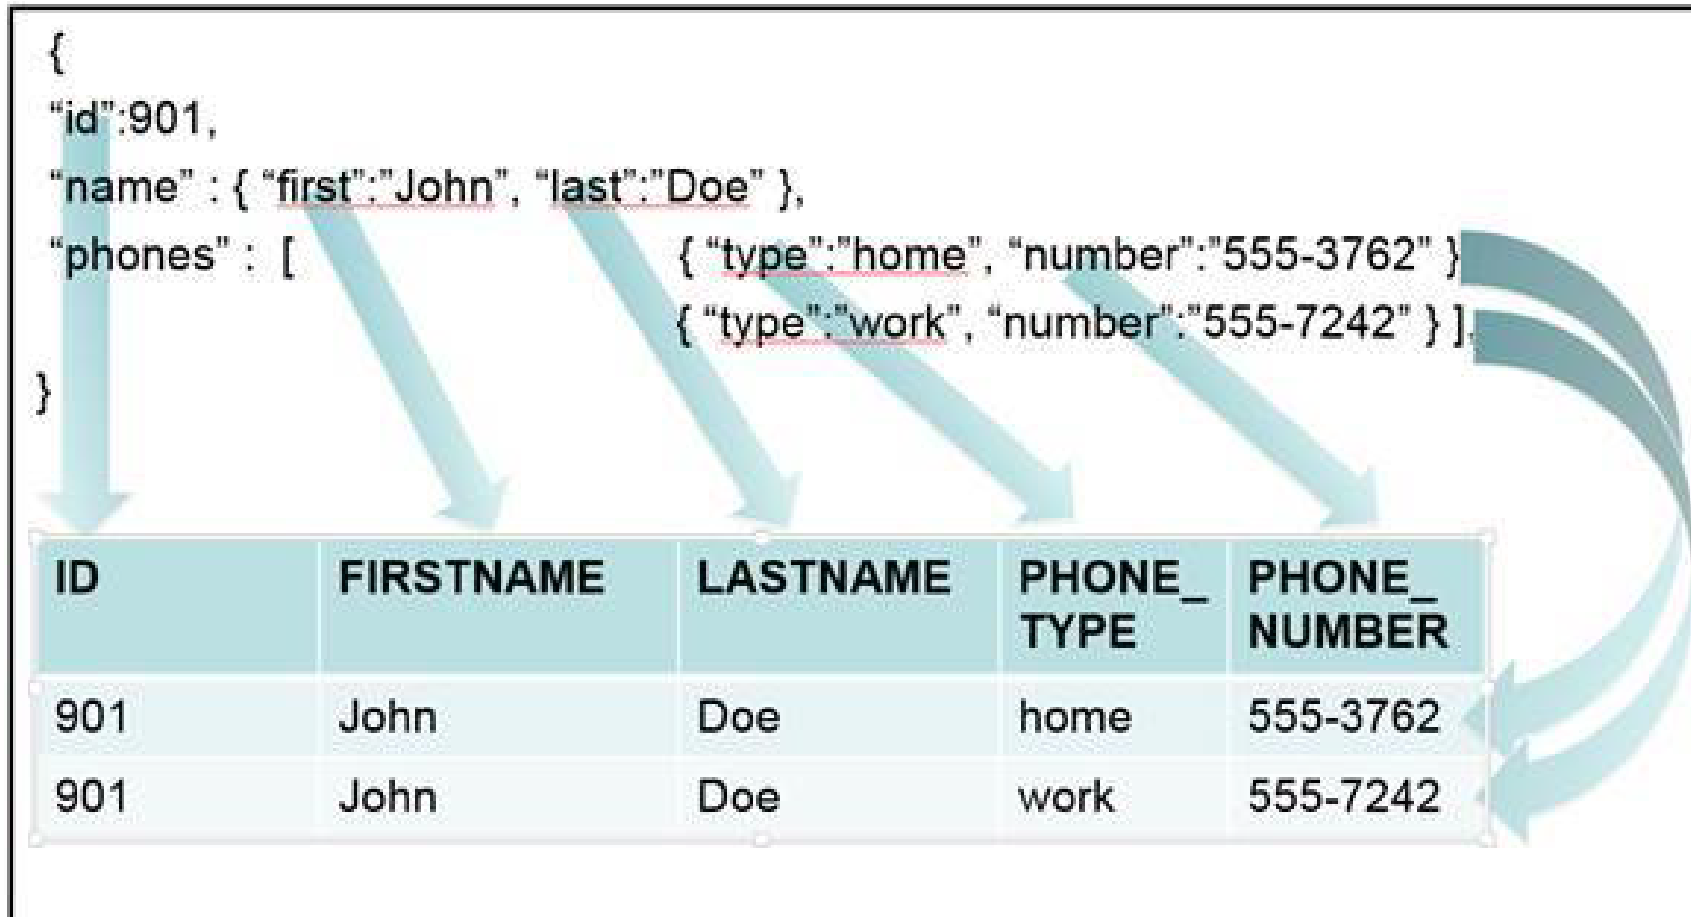 {
“id”:901,
“name” : { “first”:”John”, “last”:”Doe” },
“phones” : [ { “type”:”home”, “number”:”555-3762” }
{ “type”:”work”, “number”:”555-7242” } ],
}
ID FIRSTNAME LASTNAME PHONE_ PHONE_
TYPE NUMBER
901 John Doe home 555-3762
901 John Doe work 555-7242